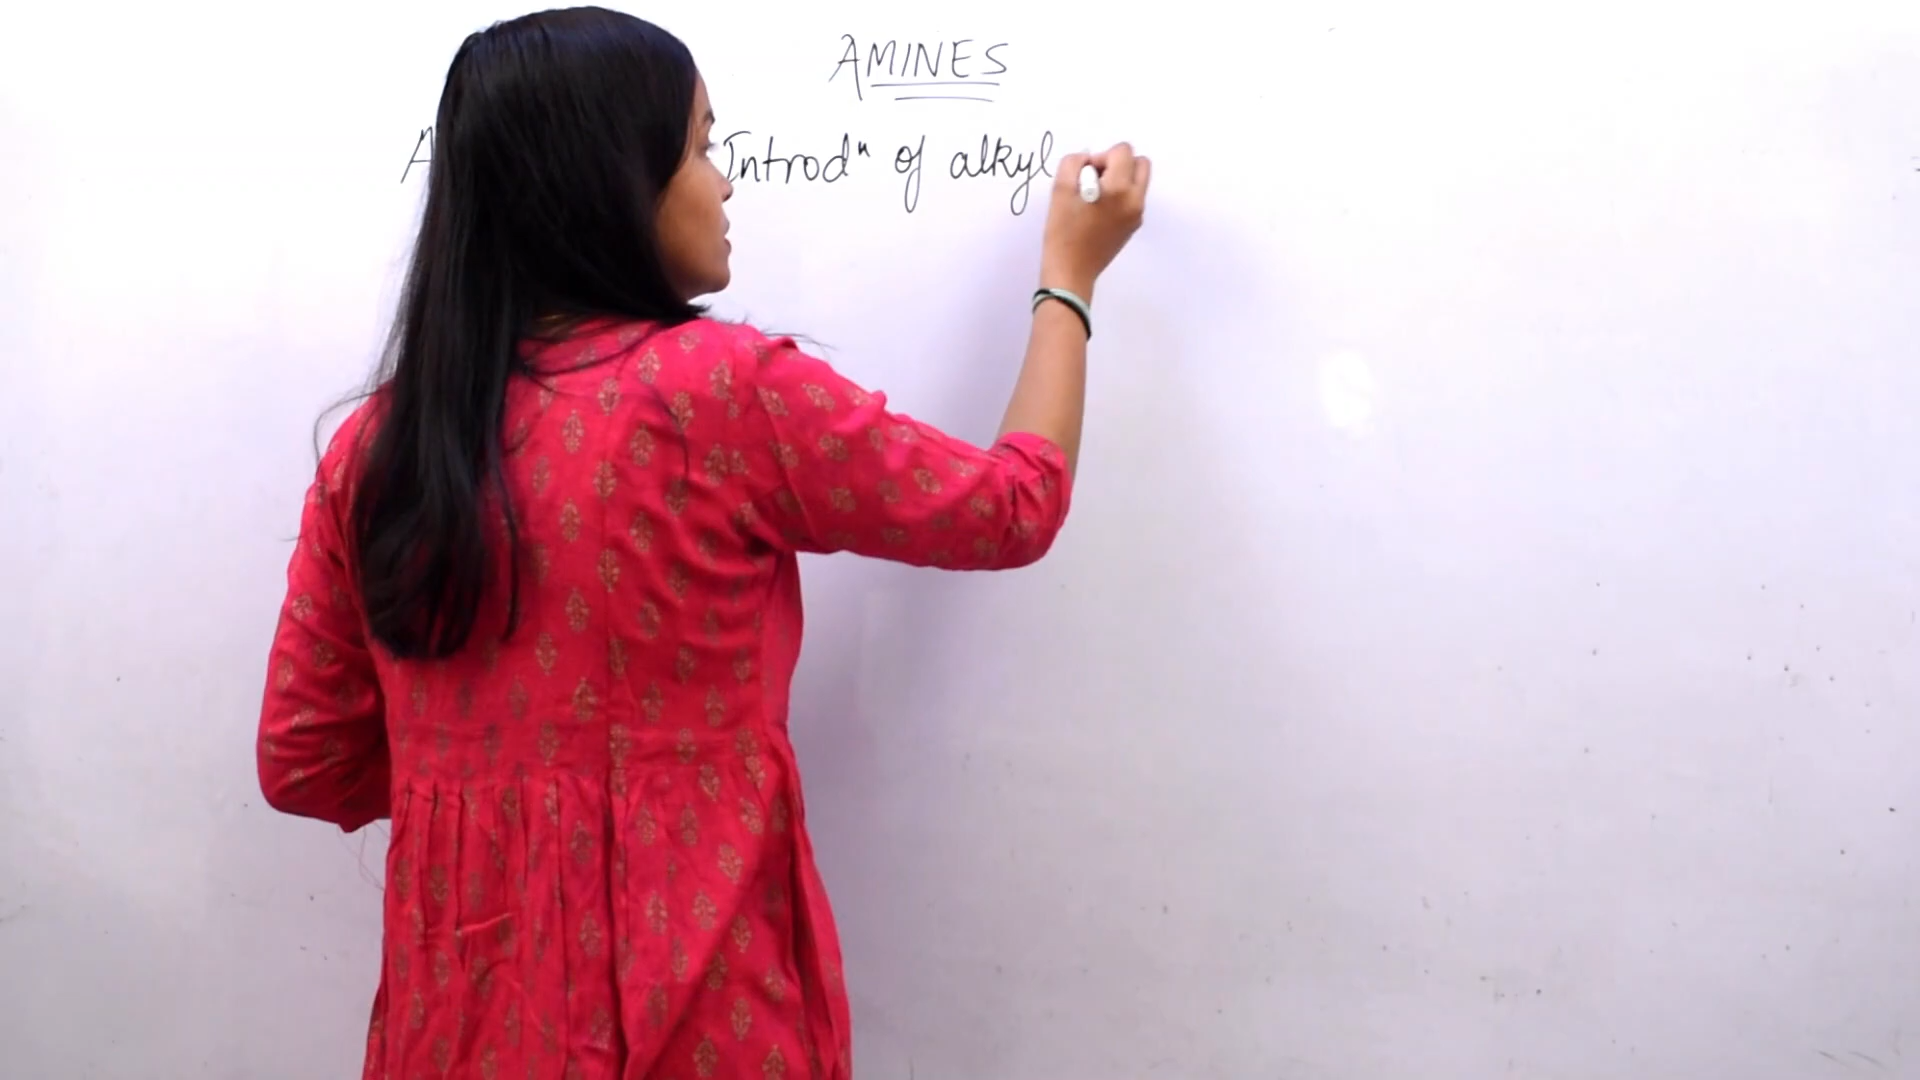 AMINES
Introdⁿ of alkyl